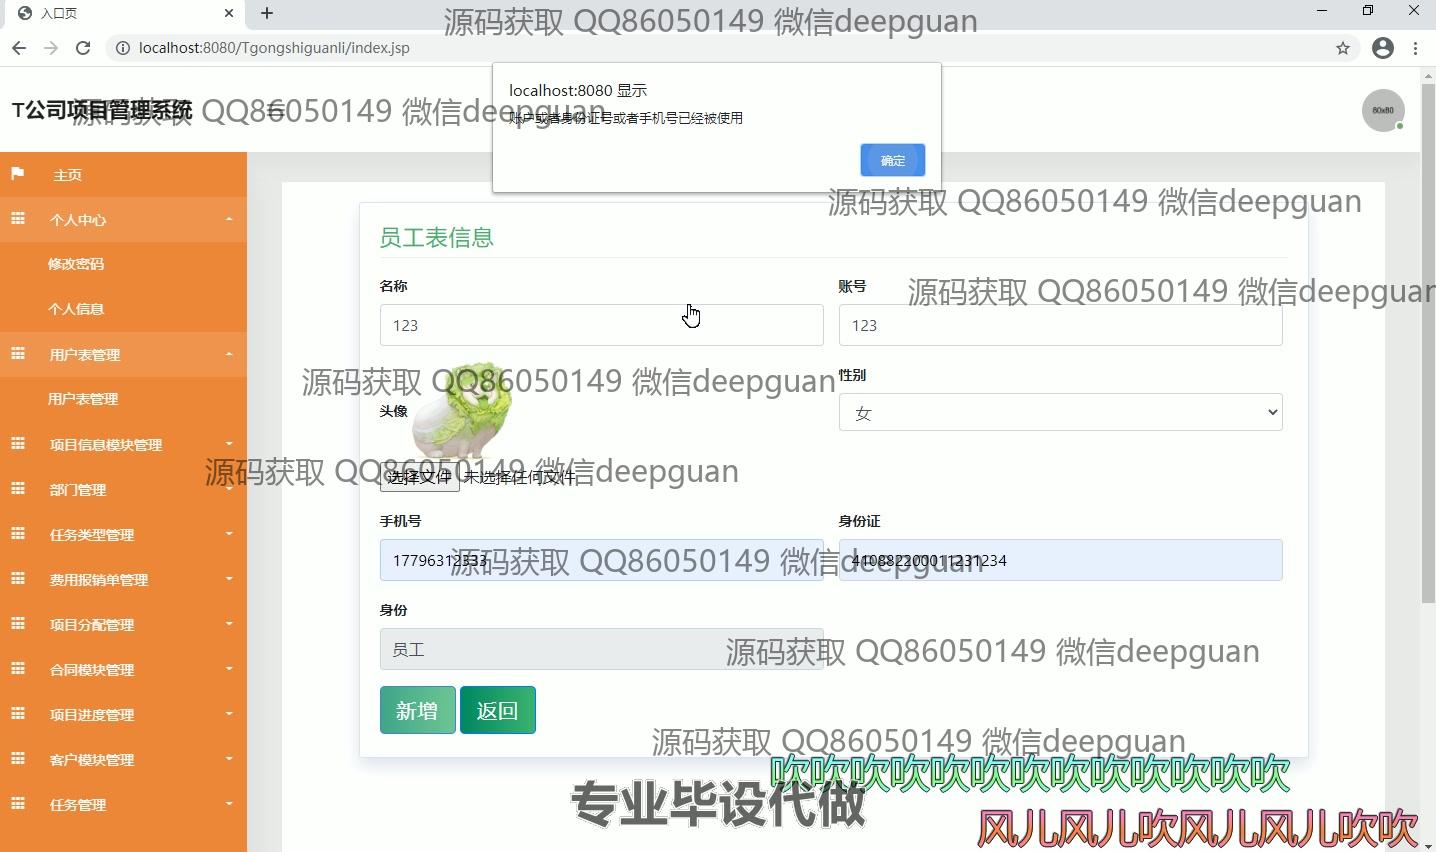 入口页
源码获取 QQ86050149 微信deepguan
localhost:8080/Tgongshiguanli/index.jsp
localhost:8080 显示
T公司项目管理系统
源码获取 QQ86050149 微信deepguan
账户或者身份证号或者手机号已经被使用
80x80
确定
主页
源码获取 QQ86050149 微信deepguan
个人中心
员工表信息
修改密码
名称
账号
源码获取 QQ86050149 微信deepguan
个人信息
123
123
用户表管理
源码获取 QQ86050149 微信deepguan
性别
用户表管理
头像
女
项目信息模块管理
源码获取 QQ86050149 微信deepguan
选择文件 未选择任何文件
部门管理
手机号
身份证
任务类型管理
17796312333
源码获取 QQ86050149 微信deepguan
410882200011231234
费用报销单管理
身份
项目分配管理
员工
源码获取 QQ86050149 微信deepguan
合同模块管理
新增
返回
项目进度管理
源码获取 QQ86050149 微信deepguan
客户模块管理
吹吹吹吹吹吹吹吹吹吹吹吹吹
任务管理
专业毕设代做
风儿风儿吹风儿风儿吹吹